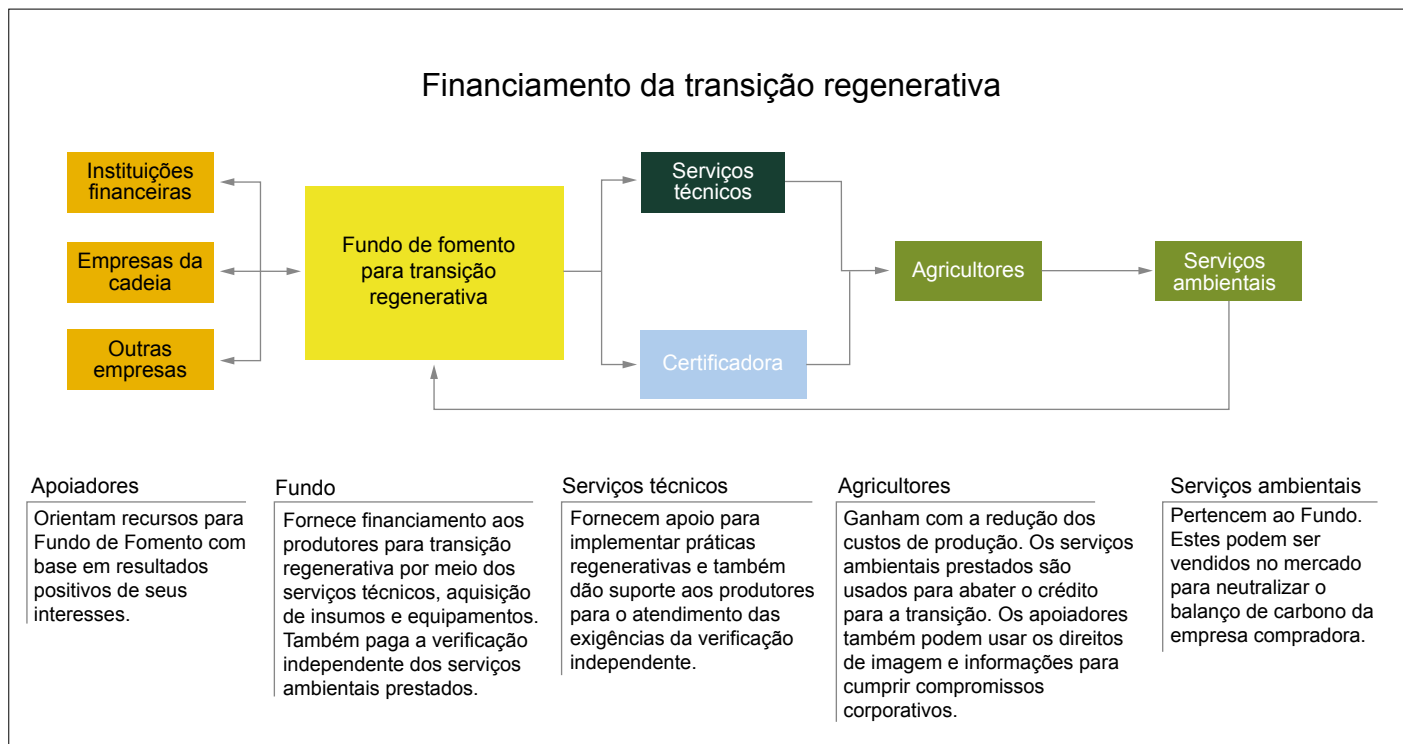 Financiamento da transição regenerativa
Instituições
financeiras
Empresas da
cadeia
Outras
empresas
Fundo de fomento
para transição
regenerativa
Serviços
técnicos
Certificadora
Agricultores
Serviços
ambientais
Apoiadores
Orientam recursos para
Fundo de Fomento com
base em resultados
positivos de seus
interesses.
Fundo
Fornece financiamento aos
produtores para transição
regenerativa por meio dos
serviços técnicos, aquisição
de insumos e equipamentos.
Também paga a verificação
independente dos serviços
ambientais prestados.
Serviços técnicos
Fornecem apoio para
implementar práticas
regenerativas e também
dão suporte aos produtores
para o atendimento das
exigências da verificação
independente.
Agricultores
Ganham com a redução dos
custos de produção. Os serviços
ambientais prestados são
usados para abater o crédito
para a transição. Os apoiadores
também podem usar os direitos
de imagem e informações para
cumprir compromissos
corporativos.
Serviços ambientais
Pertencem ao Fundo.
Estes podem ser
vendidos no mercado
para neutralizar o
balanço de carbono da
empresa compradora.